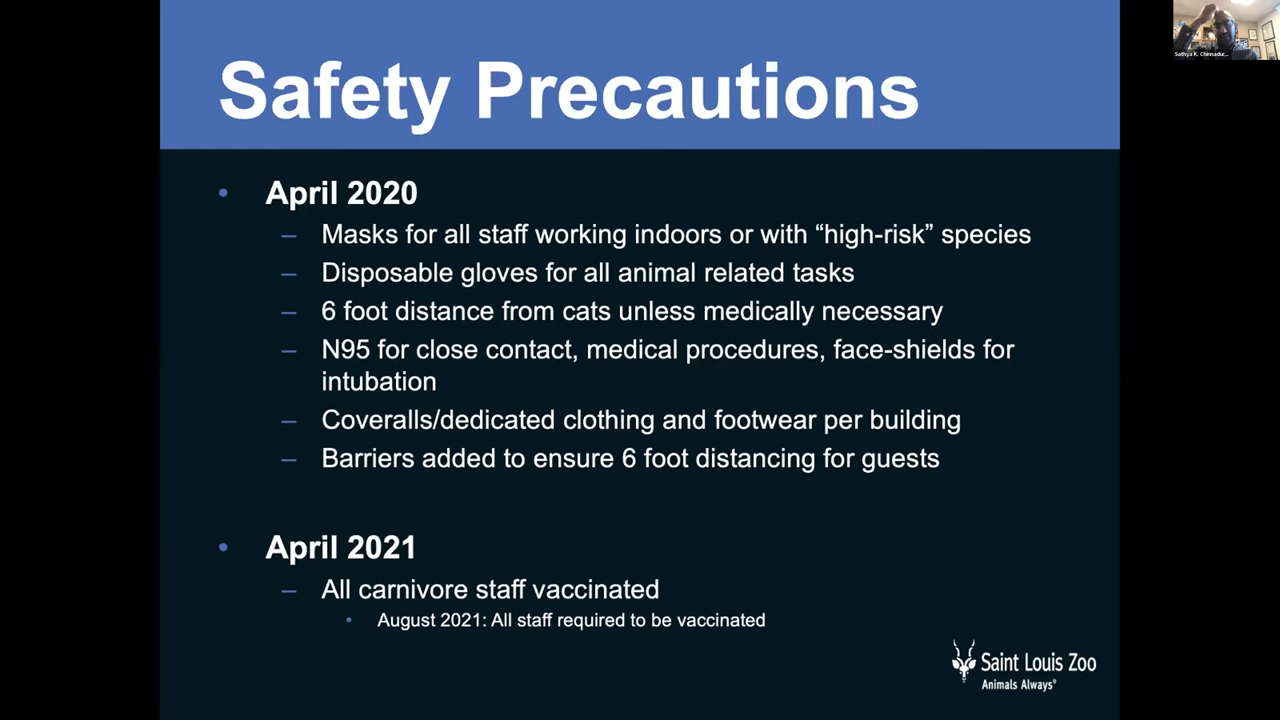 Safety Precautions
• April 2020
– Masks for all staff working indoors or with “high-risk” species
– Disposable gloves for all animal related tasks
– 6 foot distance from cats unless medically necessary
– N95 for close contact, medical procedures, face-shields for
intubation
– Coveralls/dedicated clothing and footwear per building
– Barriers added to ensure 6 foot distancing for guests
• April 2021
– All carnivore staff vaccinated
• August 2021: All staff required to be vaccinated
Saint Louis Zoo
Animals Always®
Sathya K. Chinnadur...